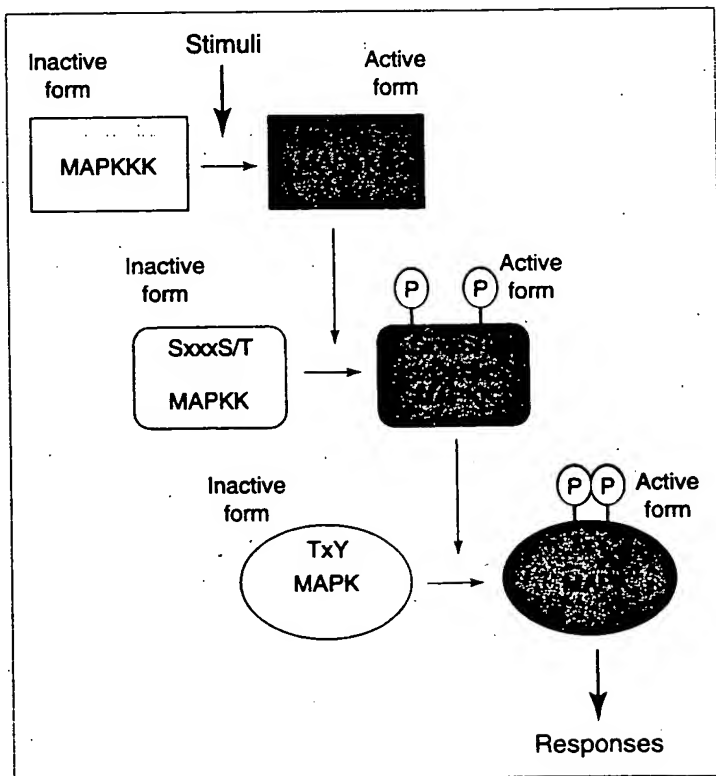 Stimuli
Inactive
form
Active
form
MAPKKK
Inactive
form
P
P
Active
form
SxxxS/T
MAPKK
Inactive
form
P
P
Active
form
TxY
MAPK
Responses